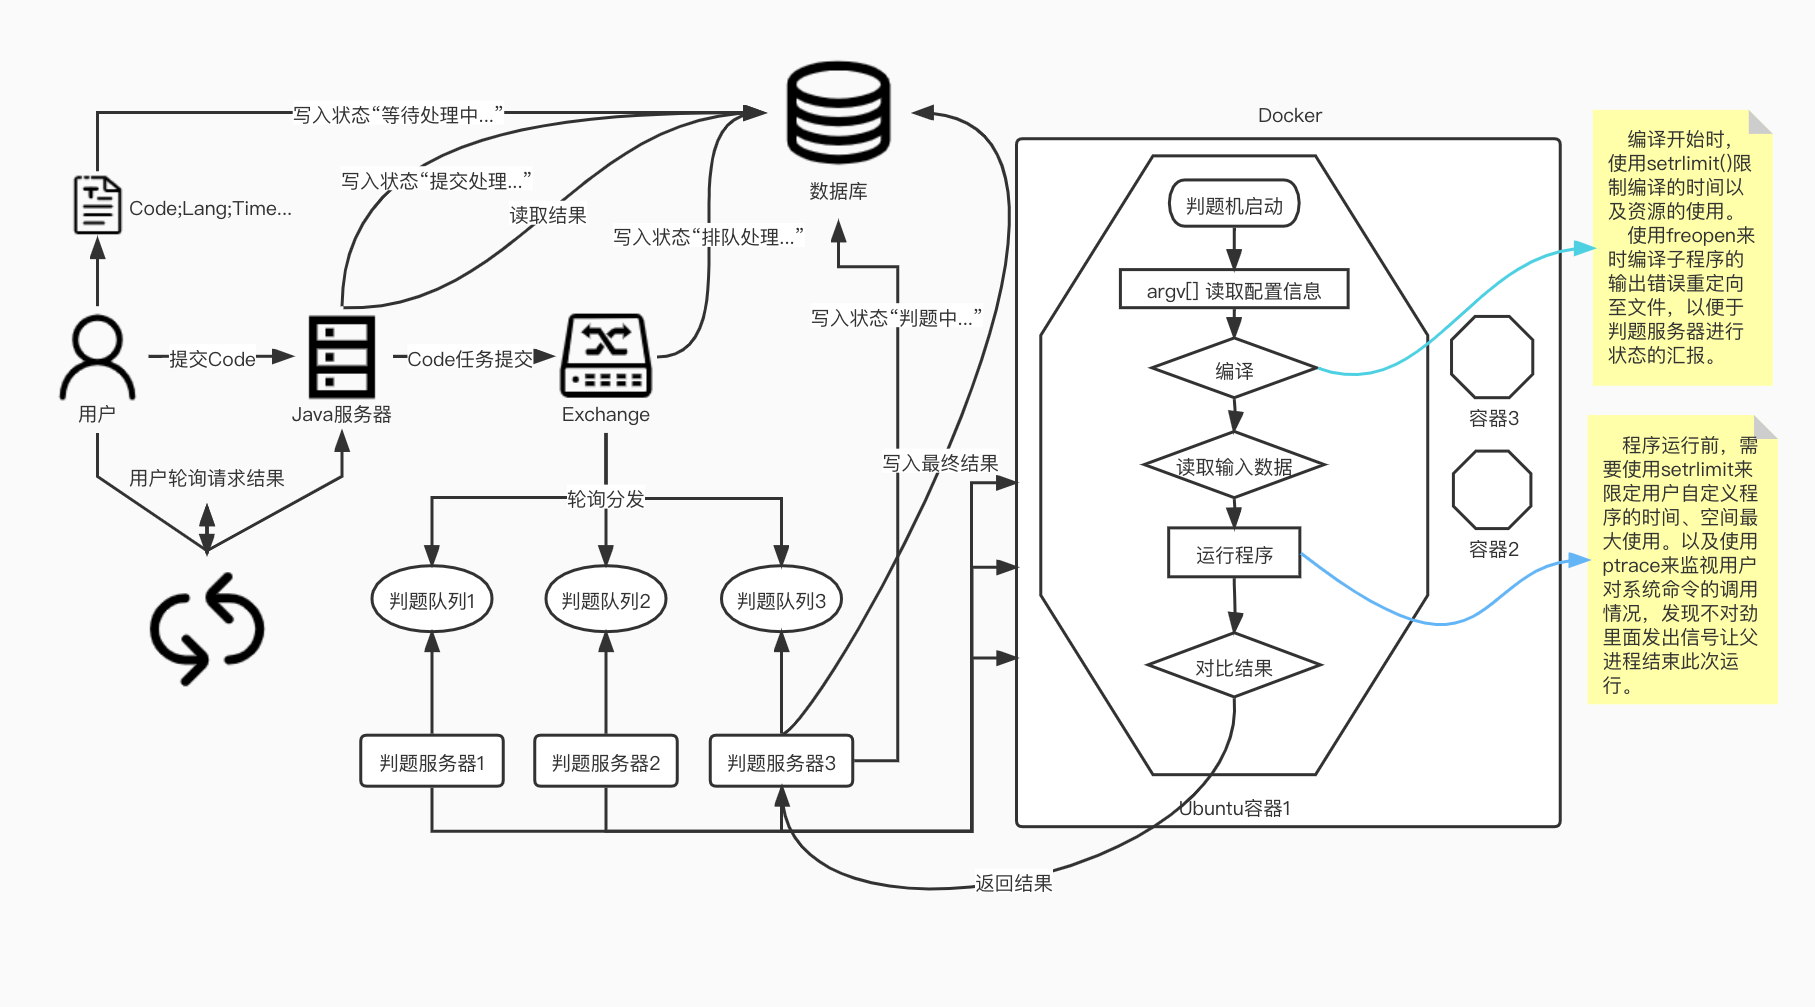 写入状态“等待处理中...”
写入状态“提交处理...”
Code;Lang;Time...
读取结果
写入状态“排队处理...”
数据库
写入状态“判题中...”
提交Code
Code任务提交
用户
Java服务器
Exchange
用户轮询请求结果
写入最终结果
轮询分发
判题队列1
判题队列2
判题队列3
判题服务器1
判题服务器2
判题服务器3
返回结果
Docker
判题机启动
argv[] 读取配置信息
编译
读取输入数据
运行程序
对比结果
Ubuntu容器1
容器3
容器2
编译开始时，
使用setrlimit()限
制编译的时间以
及资源的使用。
使用freopen来
时编译子程序的
输出错误重定向
至文件，以便于
判题服务器进行
状态的汇报。
程序运行前，需
要使用setrlimit来
限定用户自定义程
序的时间、空间最
大使用。以及使用
ptrace来监视用户
对系统命令的调用
情况，发现不对劲
里面发出信号让父
进程结束此次运
行。